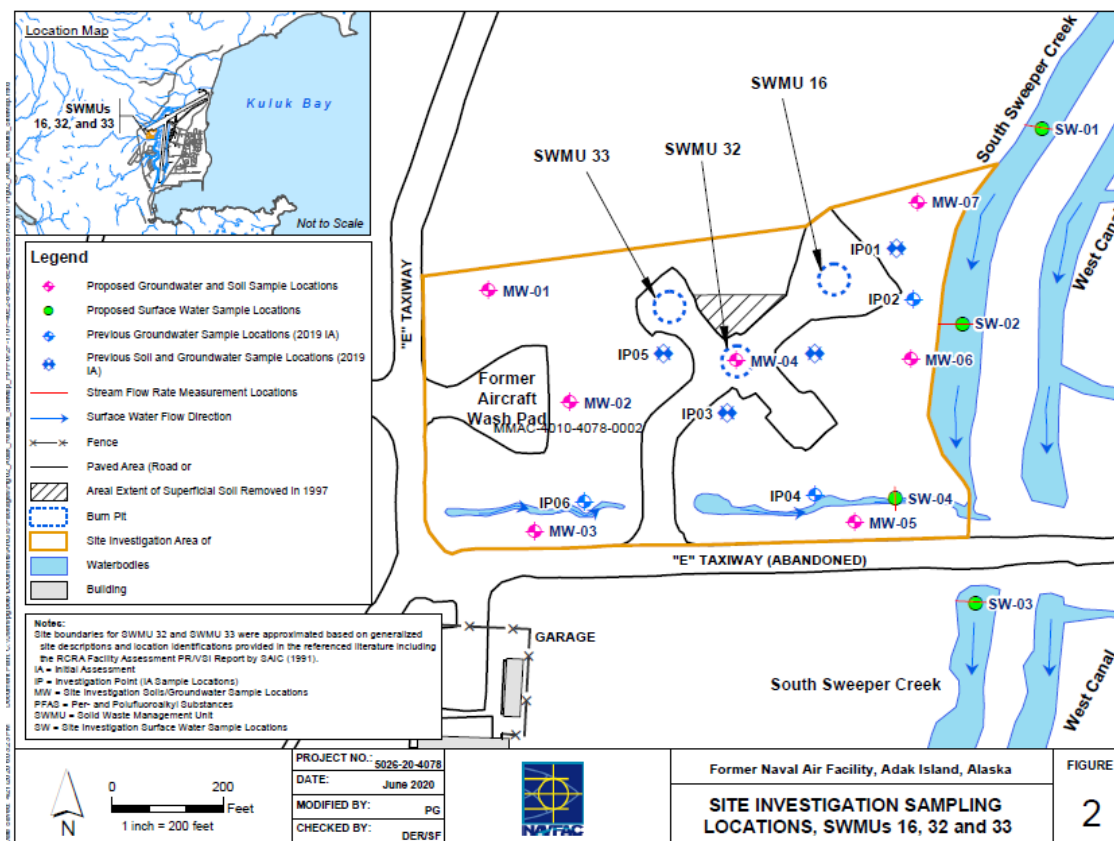 Location Map
Kuluk Bay
SWMUs
16, 32, and 33
Not to Scale
Legend
Proposed Groundwater and Soil Sample Locations
Proposed Surface Water Sample Locations
Previous Groundwater Sample Locations (2019 IA)
Previous Soil and Groundwater Sample Locations (2019
IA)
Stream Flow Rate Measurement Locations
Surface Water Flow Direction
Fence
Paved Area (Road or
Areal Extent of Superficial Soil Removed in 1997
Burn Pit
Site Investigation Area of
Waterbodies
Building
Notes:
Site boundaries for SWMU 32 and SWMU 33 were approximated based on generalized
site descriptions and location identifications provided in the referenced literature including
the RCRA Facility Assessment PR/VSI Report by SAIC (1991).
IA = Initial Assessment
IP = Investigation Point (IA Sample Locations)
MW = Site Investigation Soils/Groundwater Sample Locations
PFAS = Per- and Polyfluoroalkyl Substances
SWMU = Solid Waste Management Unit
SW = Site Investigation Surface Water Sample Locations
SWMU 16
SWMU 33
SWMU 32
South Sweeper Creek
SW-01
MW-07
West Canal
IP01
"E" TAXIWAY
MW-01
IP02
SW-02
IP05
MW-04
MW-06
Former
Aircraft
Wash Pad
MW-02
MMAC-4010-4078-0002
IP03
IP06
IP04
SW-04
MW-03
MW-05
"E" TAXIWAY (ABANDONED)
SW-03
GARAGE
South Sweeper Creek
West Canal
N
0
200
Feet
1 inch = 200 feet
PROJECT NO.: 5026-20-4078
DATE: June 2020
MODIFIED BY: PG
CHECKED BY: DER/SF
NAVFAC
Former Naval Air Facility, Adak Island, Alaska
SITE INVESTIGATION SAMPLING
LOCATIONS, SWMUs 16, 32 and 33
FIGURE
2